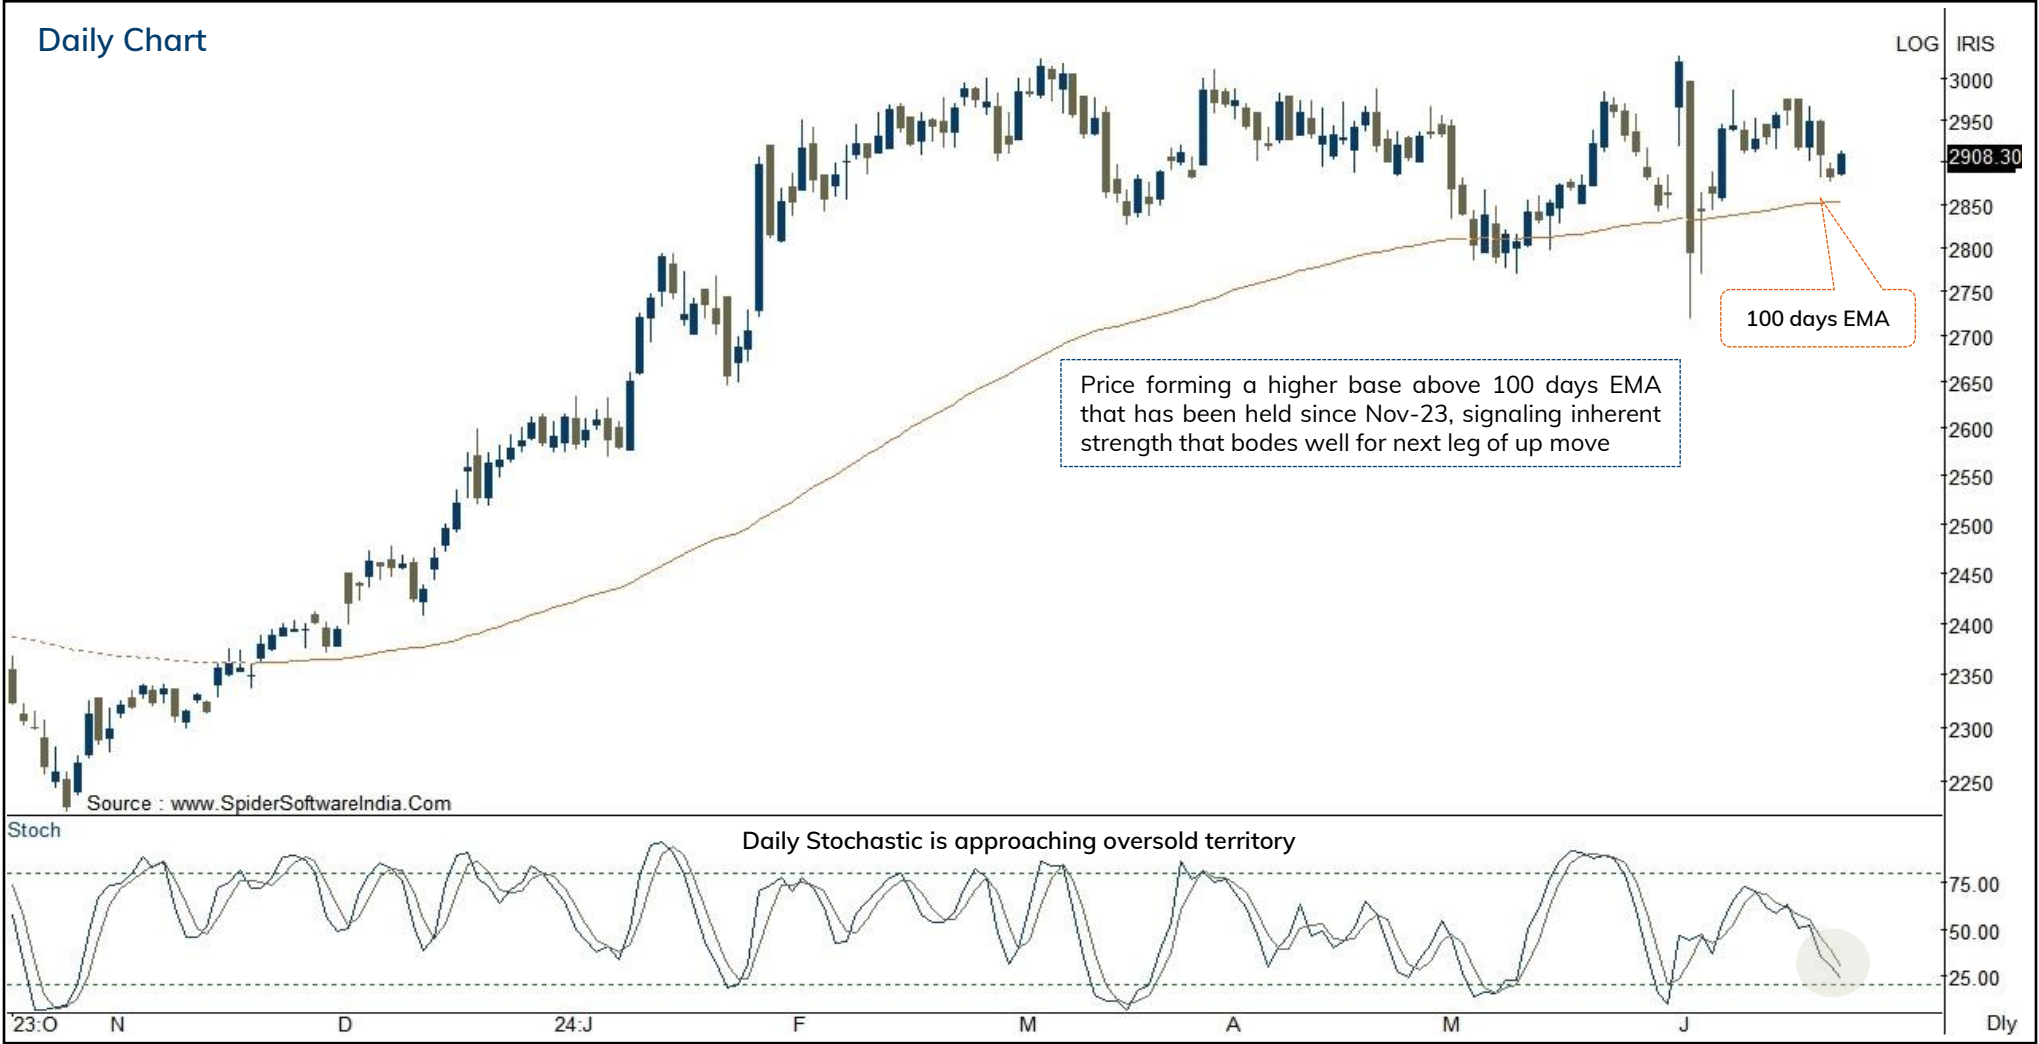 Daily Chart
LOG IRIS
3000
2950
2908.30
2850
2800
2750
100 days EMA
2700
Price forming a higher base above 100 days EMA
that has been held since Nov-23, signaling inherent
strength that bodes well for next leg of up move
2650
2600
2550
2500
2450
2400
2350
2300
2250
Source : www.SpiderSoftwareIndia.Com
Stoch
Daily Stochastic is approaching oversold territory
75.00
50.00
25.00
23:O N D 24:J F M A M J Dly